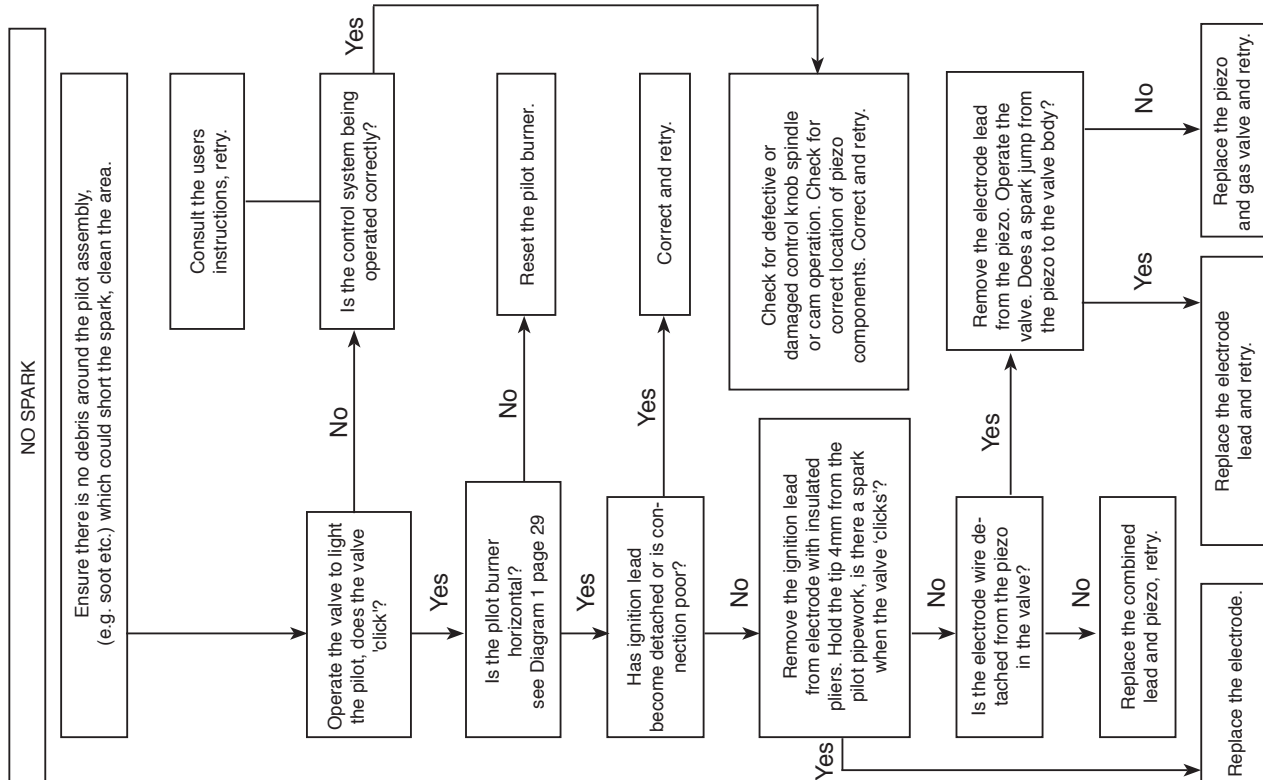 NO SPARK
Ensure there is no debris around the pilot assembly,
(e.g. soot etc.) which could short the spark, clean the area.
Consult the users
instructions, retry.
Operate the valve to light
the pilot, does the valve
'click'?
No
Is the control system being
operated correctly?
Yes
Yes
Is the pilot burner
horizontal?
see Diagram 1 page 29
No
Reset the pilot burner.
Yes
Has ignition lead
become detached or is con-
nection poor?
Yes
Correct and retry.
No
Remove the ignition lead
from electrode with insulated
pliers. Hold the tip 4mm from the
pilot pipework, is there a spark
when the valve 'clicks'?
Check for defective or
damaged control knob spindle
or cam operation. Check for
correct location of piezo
components. Correct and retry.
Yes
No
Is the electrode wire de-
tached from the piezo
in the valve?
Yes
Remove the electrode lead
from the piezo. Operate the
valve. Does a spark jump from
the piezo to the valve body?
No
Replace the combined
lead and piezo, retry.
Yes
No
Replace the electrode.
Replace the electrode
lead and retry.
Replace the piezo
and gas valve and retry.